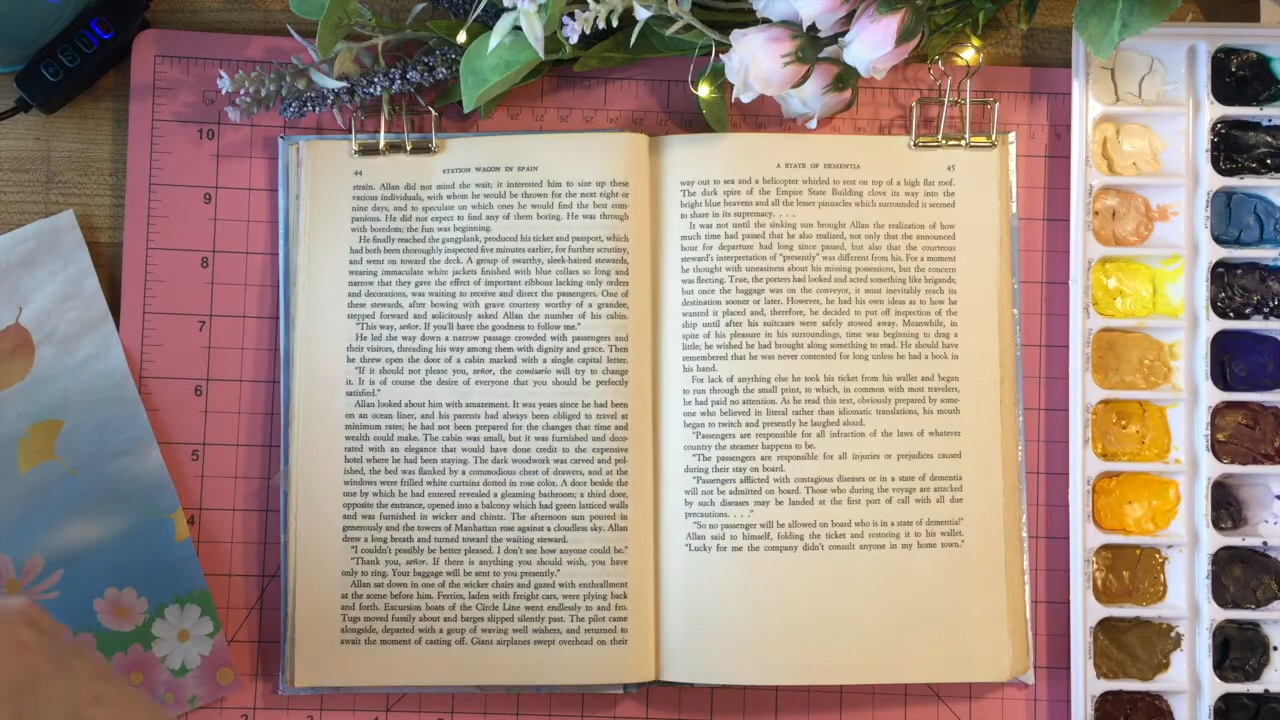 44
STATION WAGON IN SPAIN
strain. Allan did not mind the wait; it interested him to size up these
various individuals, with whom he would be thrown for the next eight or
nine days, and to speculate on which ones he would find the best com-
panions. He did not expect to find any of them boring. He was through
with boredom; the fun was beginning.
He finally reached the gangplank, produced his ticket and passport, which
had both been thoroughly inspected five minutes earlier, for further scrutiny,
and went on toward the deck. A group of swarthy, sleek-haired stewards,
wearing immaculate white jackets finished with blue collars so long and
narrow that they gave the effect of important ribbons lacking only orders
and decorations, was waiting to receive and direct the passengers. One of
these stewards, after bowing with grave courtesy worthy of a grandee,
stepped forward and solicitously asked Allan the number of his cabin.
"This way, señor. If you'll have the goodness to follow me."
He led the way down a narrow passage crowded with passengers and
their visitors, threading his way among them with dignity and grace. Then
he threw open the door of a cabin marked with a single capital letter.
"If it should not please you, señor, the comisario will try to change
it. It is of course the desire of everyone that you should be perfectly
satisfied."
Allan looked about him with amazement. It was years since he had been
on an ocean liner, and his parents had always been obliged to travel at
minimum rates; he had not been prepared for the changes that time and
wealth could make. The cabin was small, but it was furnished and deco-
rated with an elegance that would have done credit to the expensive
hotel where he had been staying. The dark woodwork was carved and pol-
ished, the bed was flanked by a commodious chest of drawers, and at the
windows were frilled white curtains dotted in rose color. A door beside the
one by which he had entered revealed a gleaming bathroom; a third door,
opposite the entrance, opened into a balcony which had green latticed walls
and was furnished in wicker and chintz. The afternoon sun poured in
generously and the towers of Manhattan rose against a cloudless sky. Allan
drew a long breath and turned toward the waiting steward.
"I couldn't possibly be better pleased. I don't see how anyone could be."
"Thank you, señor. If there is anything you should wish, you have
only to ring. Your baggage will be sent to you presently."
Allan sat down in one of the wicker chairs and gazed with enthrallment
at the scene before him. Ferries, laden with freight cars, were plying back
and forth. Excursion boats of the Circle Line went endlessly to and fro.
Tugs moved fussily about and barges slipped silently past. The pilot came
alongside, departed with a goup of waving well wishers, and returned to
await the moment of casting off. Giant airplanes swept overhead on their
A STATE OF DEMENTIA
45
way out to sea and a helicopter whirled to rest on top of a high flat roof.
The dark spire of the Empire State Building clove its way into the
bright blue heavens and all the lesser pinnacles which surrounded it seemed
to share in its supremacy. . . .
It was not until the sinking sun brought Allan the realization of how
much time had passed that he also realized, not only that the announced
hour for departure had long since passed, but also that the courteous
steward's interpretation of "presently" was different from his. For a moment
he thought with uneasiness about his missing possessions, but the concern
was fleeting. True, the porters had looked and acted something like brigands;
but once the baggage was on the conveyor, it must inevitably reach its
destination sooner or later. However, he had his own ideas as to how he
wanted it placed and, therefore, he decided to put off inspection of the
ship until after his suitcases were safely stowed away. Meanwhile, in
spite of his pleasure in his surroundings, time was beginning to drag a
little; he wished he had brought along something to read. He should have
remembered that he was never contented for long unless he had a book in
his hand.
For lack of anything else he took his ticket from his wallet and began
to run through the small print, to which, in common with most travelers,
he had paid no attention. As he read this text, obviously prepared by some-
one who believed in literal rather than idiomatic translations, his mouth
began to twitch and presently he laughed aloud.
"Passengers are responsible for all infraction of the laws of whatever
country the steamer happens to be.
"The passengers are responsible for all injuries or prejudices caused
during their stay on board.
"Passengers afflicted with contagious diseases or in a state of dementia
will not be admitted on board. Those who during the voyage are attacked
by such diseases may be landed at the first port of call with all due
precautions. . . ."
"So no passenger will be allowed on board who is in a state of dementia!"
Allan said to himself, folding the ticket and restoring it to his wallet.
"Lucky for me the company didn't consult anyone in my home town."
10
9
8
7
6
5
4
2
3